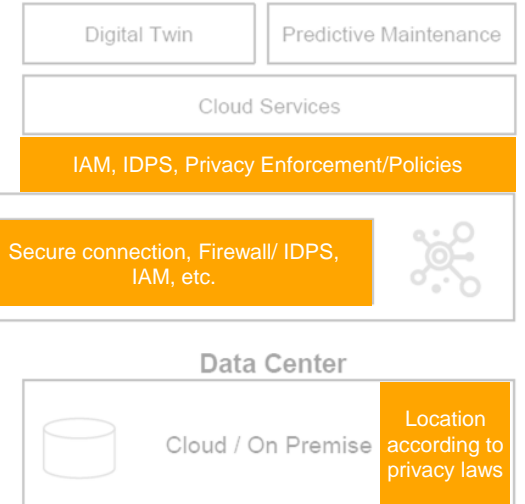 Digital Twin
Predictive Maintenance
Cloud Services
IAM, IDPS, Privacy Enforcement/Policies
Secure connection, Firewall/ IDPS,
IAM, etc.
Data Center
Cloud / On Premise
Location
according to
privacy laws